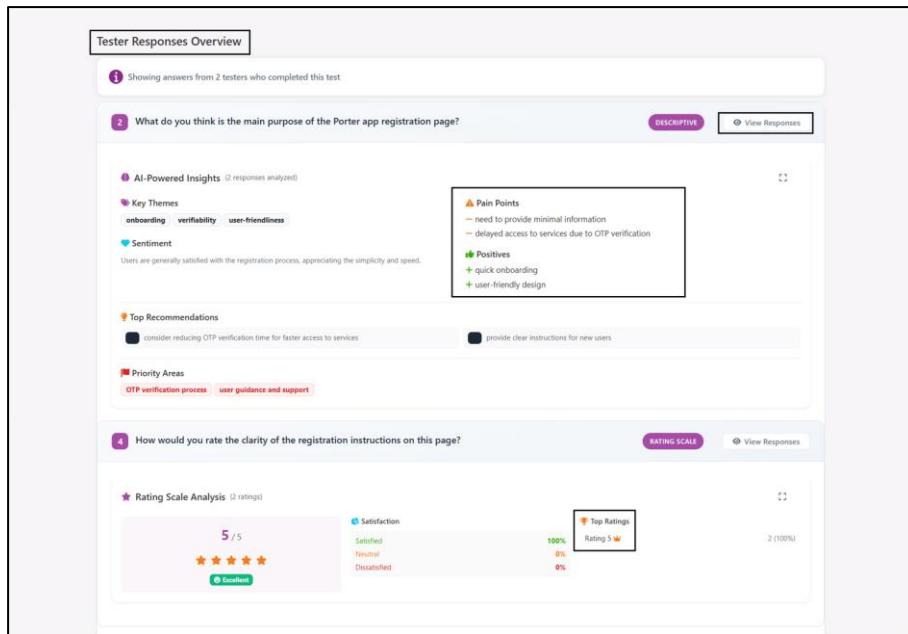 Tester Responses Overview
Showing answers from 2 testers who completed this test
2 What do you think is the main purpose of the Porter app registration page? DESCRIPTIVE View Responses
AI-Powered Insights (2 responses analyzed)
Key Themes
onboarding verifiability user-friendliness
Sentiment
Users are generally satisfied with the registration process, appreciating the simplicity and speed.
Pain Points
− need to provide minimal information
− delayed access to services due to OTP verification
Positives
+ quick onboarding
+ user-friendly design
Top Recommendations
consider reducing OTP verification time for faster access to services
provide clear instructions for new users
Priority Areas
OTP verification process user guidance and support
4 How would you rate the clarity of the registration instructions on this page? RATING SCALE View Responses
Rating Scale Analysis (2 ratings)
5 / 5
Excellent
Satisfaction
Satisfied 100%
Neutral 0%
Dissatisfied 0%
Top Ratings
Rating 5 2 (100%)